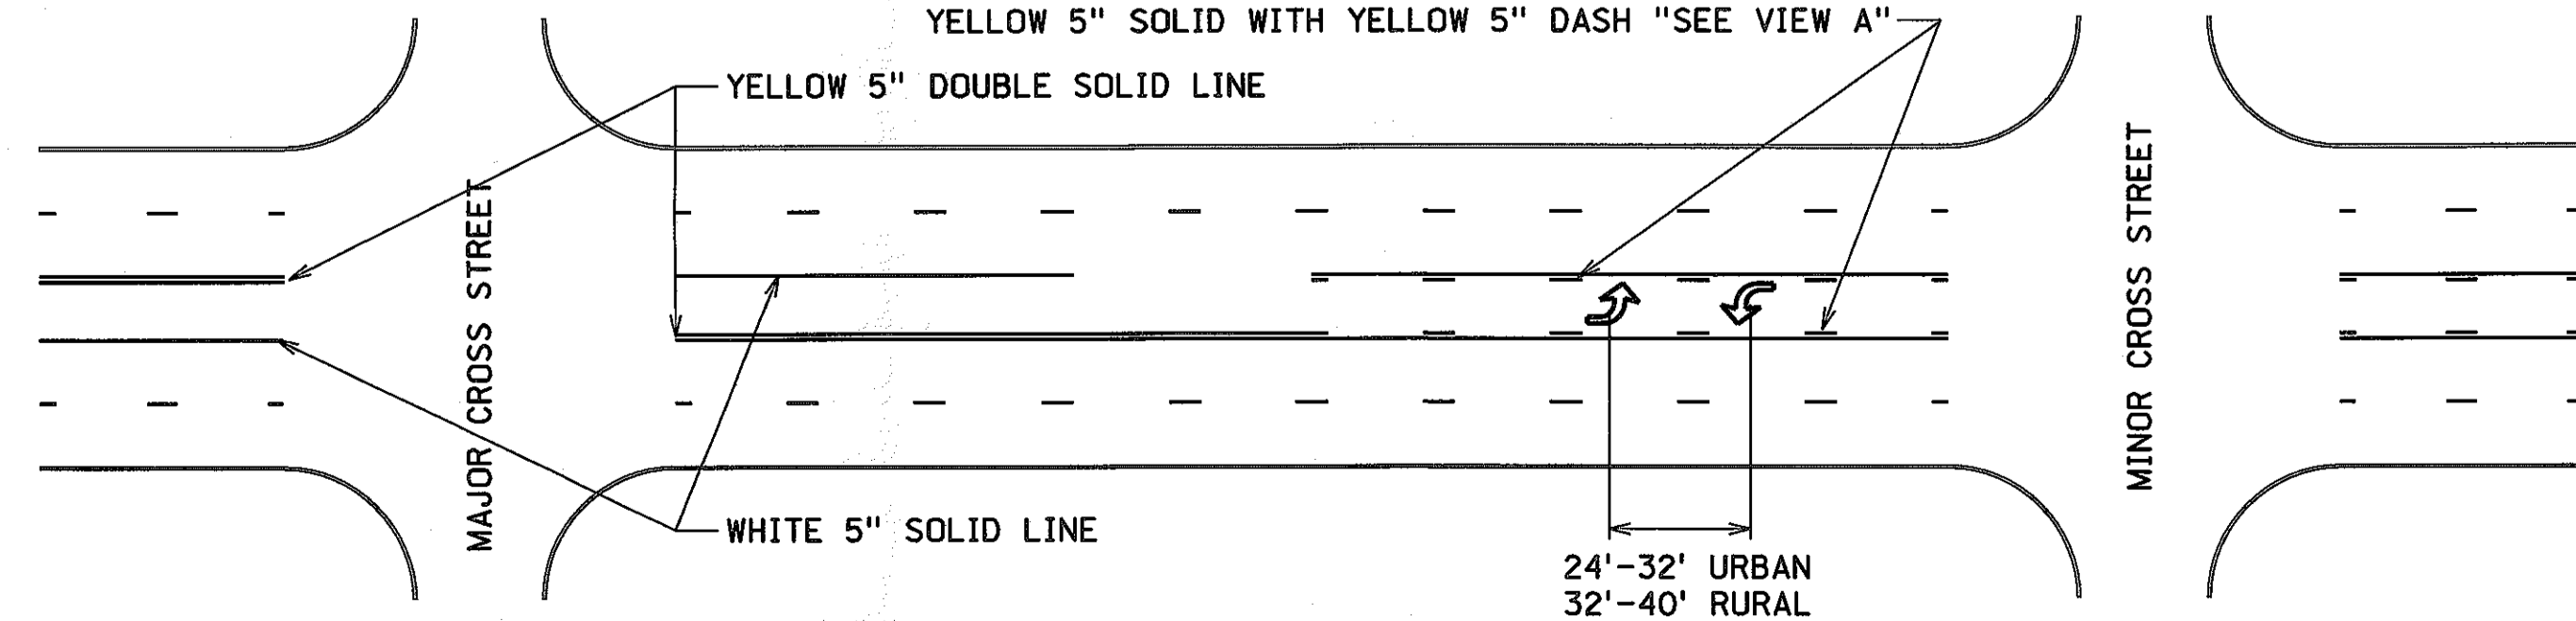 YELLOW 5" SOLID WITH YELLOW 5" DASH "SEE VIEW A"
YELLOW 5" DOUBLE SOLID LINE
MAJOR CROSS STREET
MINOR CROSS STREET
WHITE 5" SOLID LINE
24'-32' URBAN
32'-40' RURAL